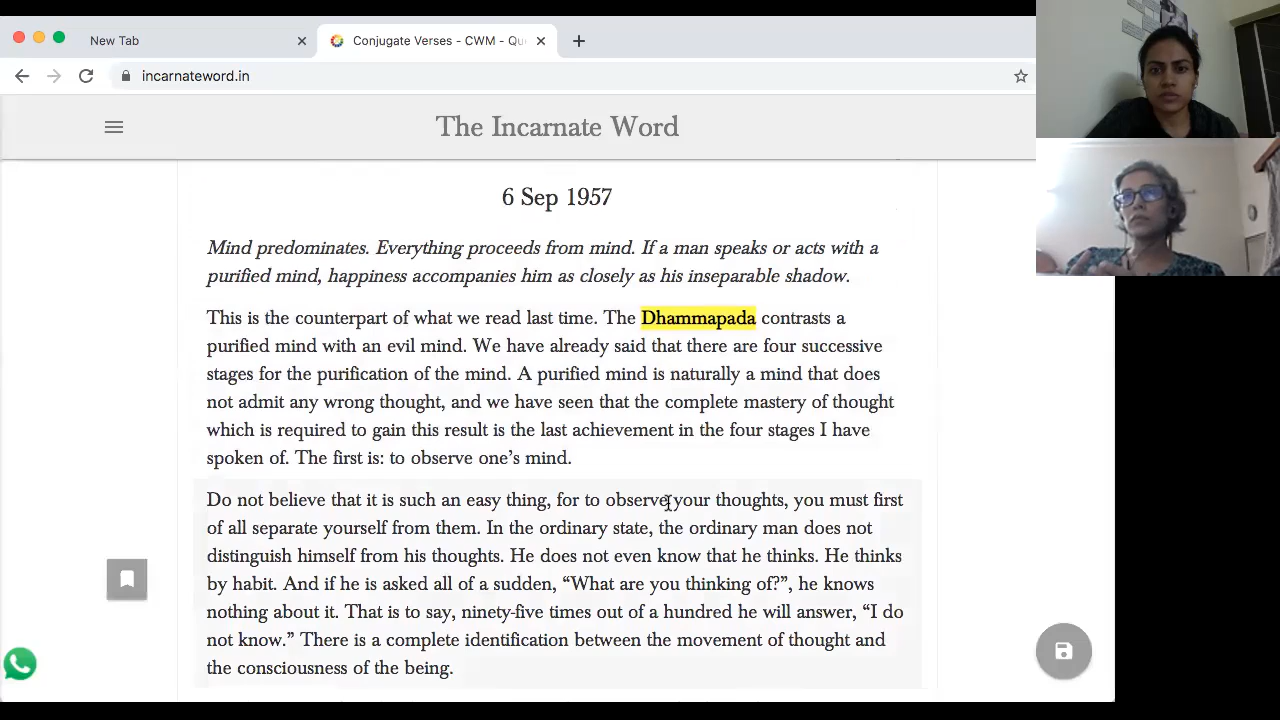 New Tab
Conjugate Verses - CWM - Qu
incarnateword.in
The Incarnate Word
6 Sep 1957
Mind predominates. Everything proceeds from mind. If a man speaks or acts with a
purified mind, happiness accompanies him as closely as his inseparable shadow.
This is the counterpart of what we read last time. The Dhammapada contrasts a
purified mind with an evil mind. We have already said that there are four successive
stages for the purification of the mind. A purified mind is naturally a mind that does
not admit any wrong thought, and we have seen that the complete mastery of thought
which is required to gain this result is the last achievement in the four stages I have
spoken of. The first is: to observe one’s mind.
Do not believe that it is such an easy thing, for to observe your thoughts, you must first
of all separate yourself from them. In the ordinary state, the ordinary man does not
distinguish himself from his thoughts. He does not even know that he thinks. He thinks
by habit. And if he is asked all of a sudden, “What are you thinking of?”, he knows
nothing about it. That is to say, ninety-five times out of a hundred he will answer, “I do
not know.” There is a complete identification between the movement of thought and
the consciousness of the being.